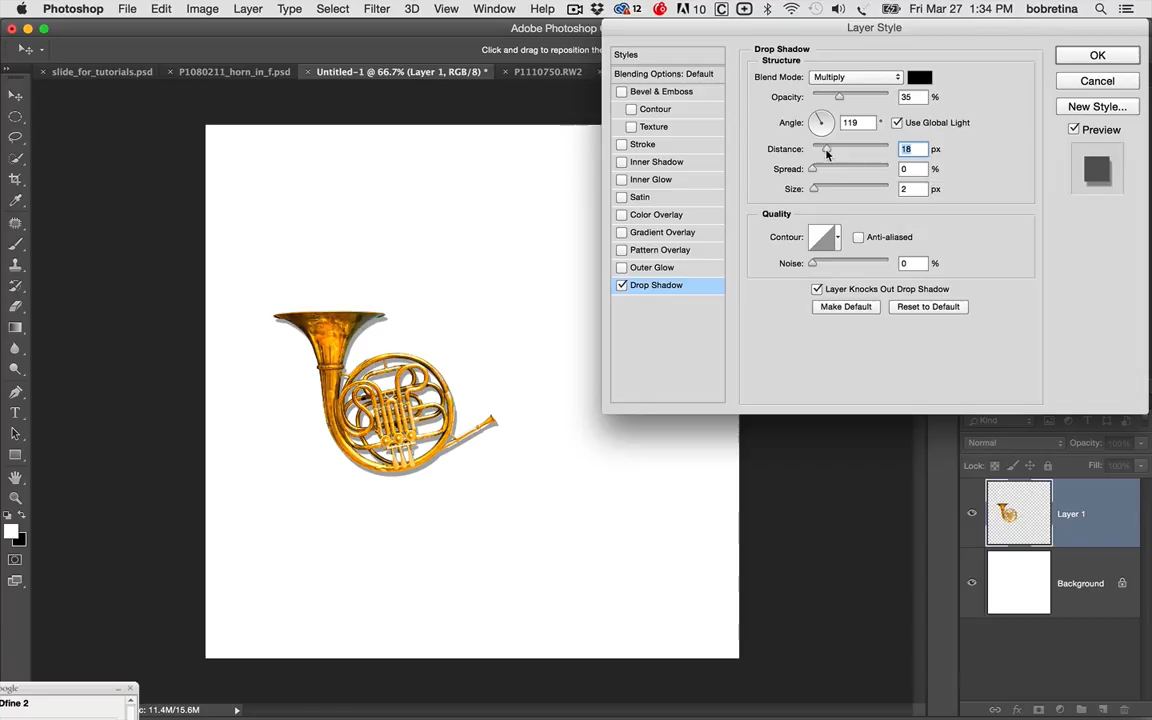 Photoshop File Edit Image Layer Type Select Filter 3D View Window Help 12 10 Fri Mar 27 1:34 PM bobretina
Adobe Photoshop
Layer Style
Click and drag to reposition the
slide_for_tutorials.psd P1080211_horn_in_f.psd Untitled-1 @ 66.7% (Layer 1, RGB/8) * P1110750.RW2
Styles
Blending Options: Default
Bevel & Emboss
Contour
Texture
Stroke
Inner Shadow
Inner Glow
Satin
Color Overlay
Gradient Overlay
Pattern Overlay
Outer Glow
Drop Shadow
Drop Shadow
Structure
Blend Mode: Multiply
Opacity: 35 %
Angle: 119 ° Use Global Light
Distance: 18 px
Spread: 0 %
Size: 2 px
Quality
Contour: Anti-aliased
Noise: 0 %
Layer Knocks Out Drop Shadow
Make Default Reset to Default
OK
Cancel
New Style...
Preview
Kind
Normal Opacity: 100%
Lock: Fill: 100%
Layer 1
Background
fx
oogle
Dfine 2
c: 11.4M/15.6M